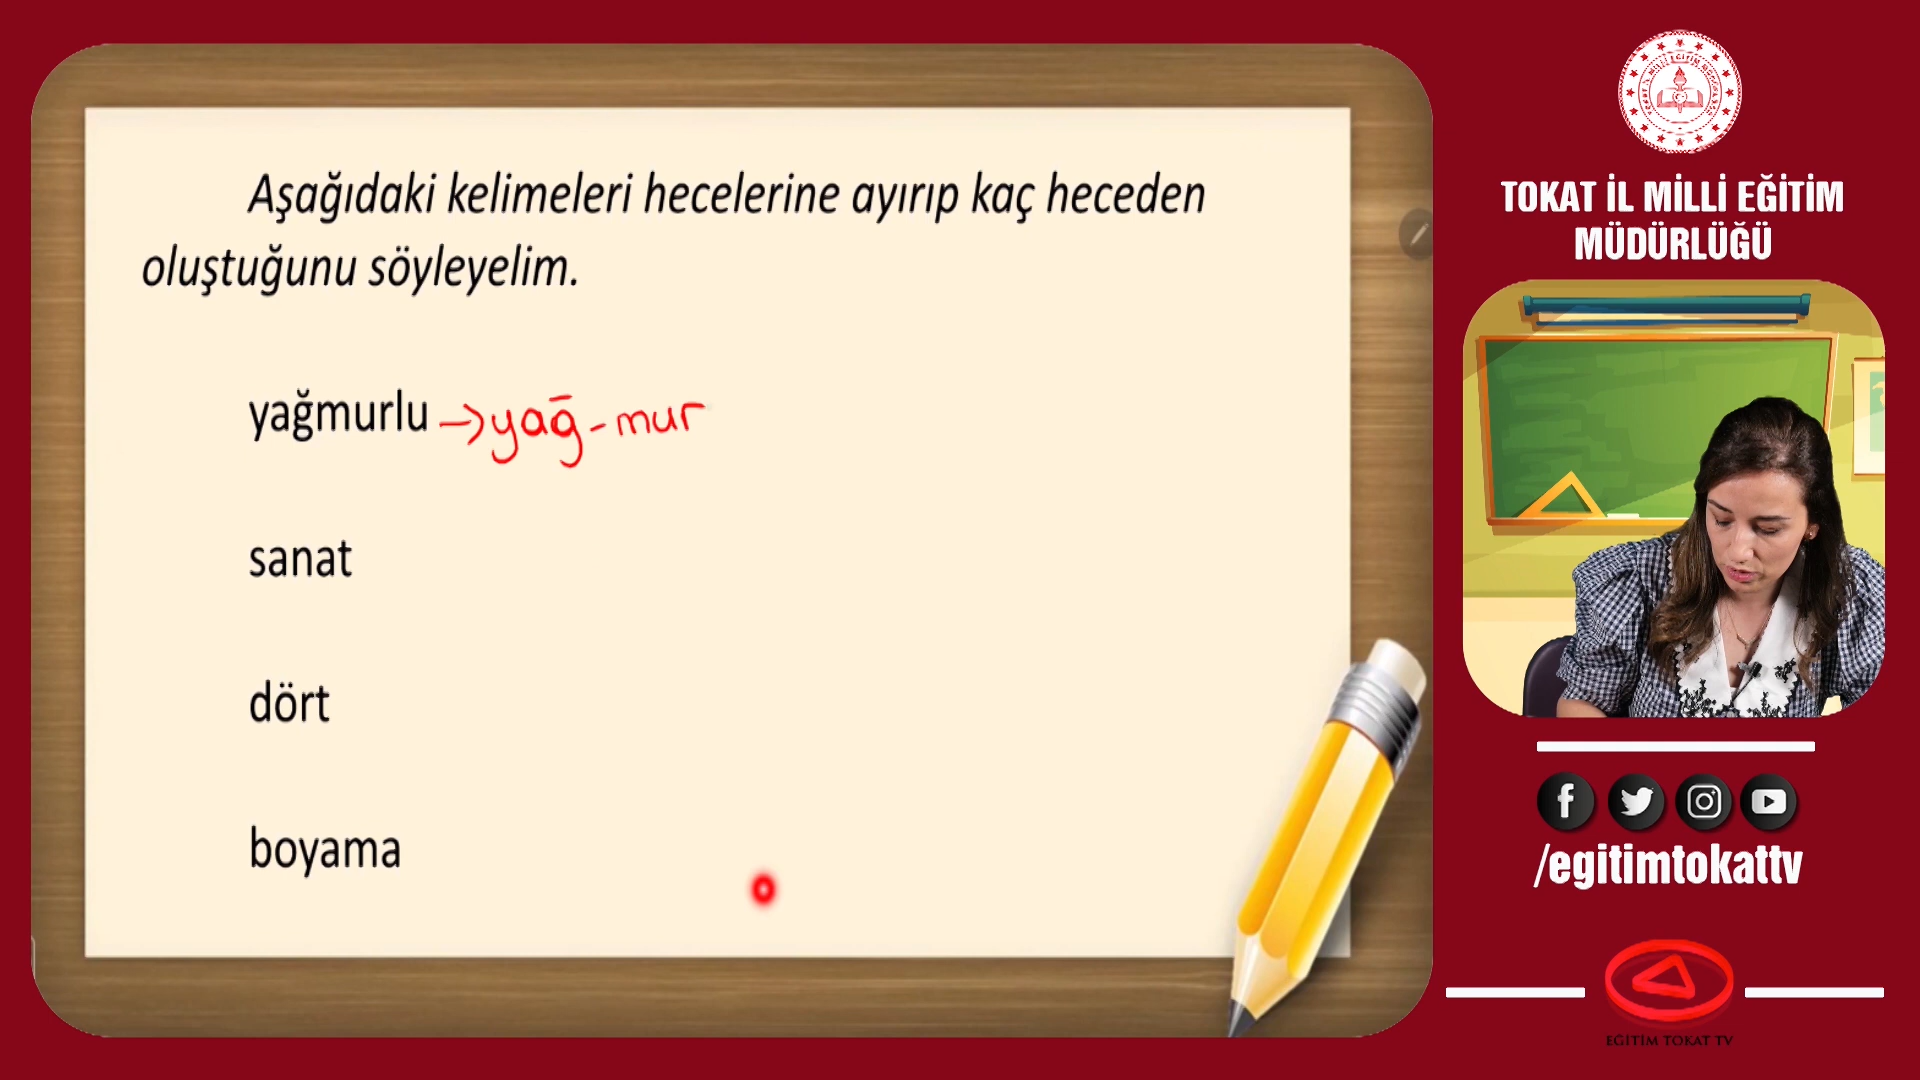 Aşağıdaki kelimeleri hecelerine ayırıp kaç heceden
oluştuğunu söyleyelim.
yağmurlu →yağ-mur
sanat
dört
boyama
TOKAT İL MİLLİ EĞİTİM
MÜDÜRLÜĞÜ
/egitimtokattv
EĞİTİM TOKAT TV